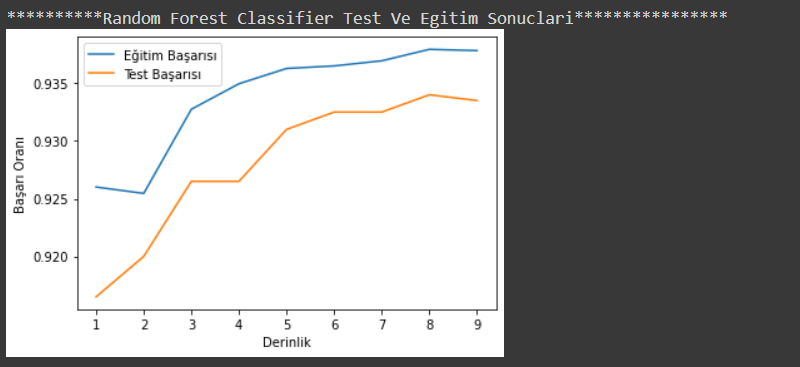 **********Random Forest Classifier Test Ve Egitim Sonuclari****************
Eğitim Başarısı
Test Başarısı
0.935
0.930
0.925
0.920
Başarı Oranı
1 2 3 4 5 6 7 8 9
Derinlik